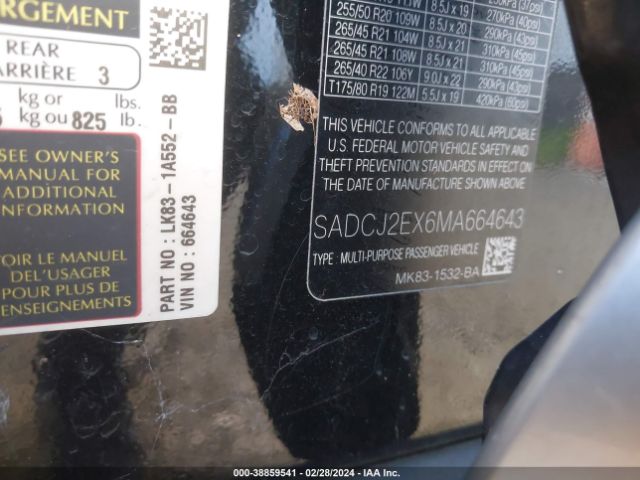 RGEMENT
REAR
ARRIÈRE 3
kg or lbs.
kg ou 825 lb.
SEE OWNER'S
MANUAL FOR
ADDITIONAL
INFORMATION
VOIR LE MANUEL
DE L'USAGER
POUR PLUS DE
RENSEIGNEMENTS
PART NO : LK83-1A552-BB
VIN NO : 664643
8.5J x 19
255/50 R20 109W 8.5J x 20 270kPa (40psi)
265/45 R21 104W 8.5J x 21 290kPa (43psi)
265/45 R21 108W 8.5J x 21 310kPa (45psi)
265/40 R22 106Y 9.0J x 22 290kPa (43psi)
T175/80 R19 122M 5.5J x 19 420kPa (60psi)
THIS VEHICLE CONFORMS TO ALL APPLICABLE
U.S. FEDERAL MOTOR VEHICLE SAFETY AND
THEFT PREVENTION STANDARDS IN EFFECT ON
THE DATE OF MANUFACTURE SHOWN ABOVE
SADCJ2EX6MA664643
TYPE : MULTI-PURPOSE PASSENGER VEHICLE
MK83-1532-BA
000-38859541 / 02/28/2024 / IAA Inc.